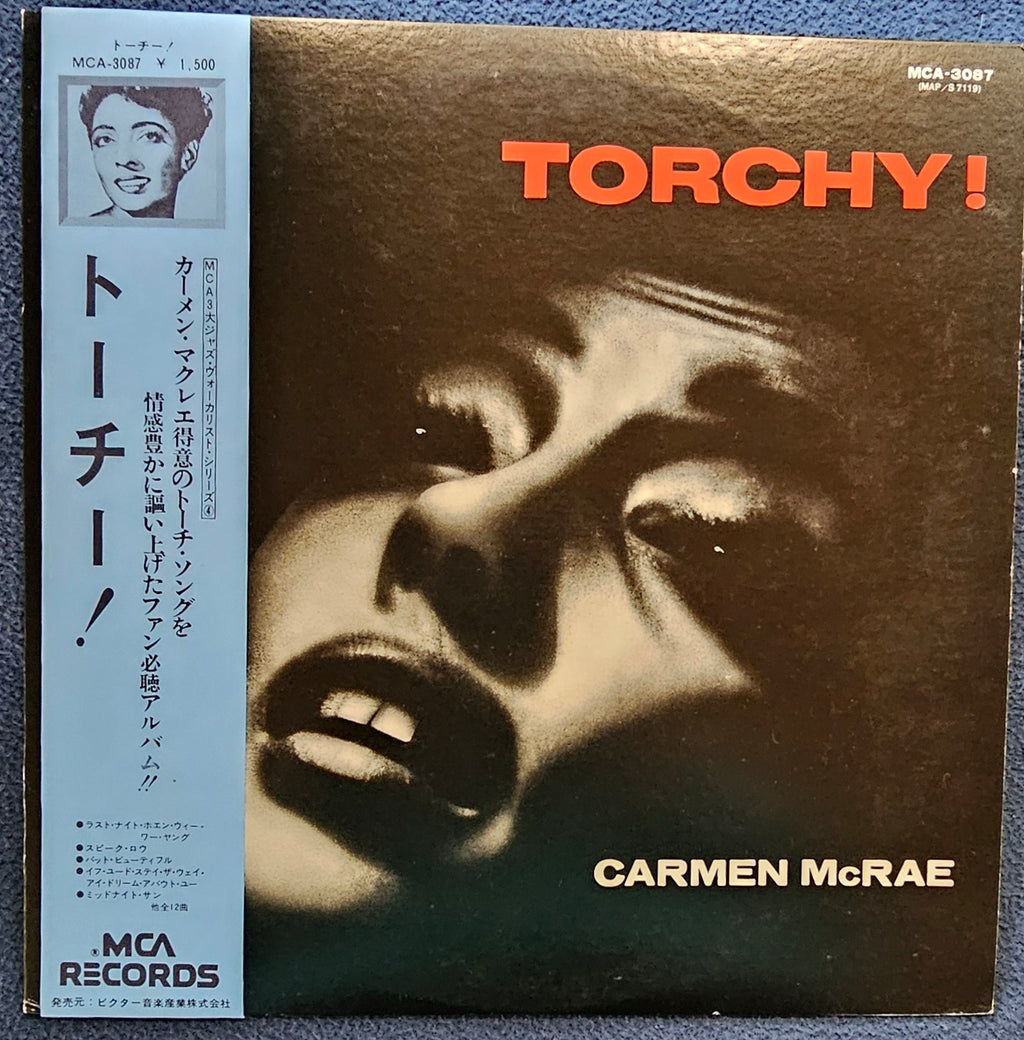 トーチー!
MCA-3087 ¥ 1,500
トーチー!
MCA3大ジャズ・ヴォーカリスト・シリーズ④
カーメン・マクレエ得意のトーチ・ソングを
情感豊かに謳い上げたファン必聴アルバム!!
●ラスト・ナイト・ホエン・ウィー・
ワー・ヤング
●スピーク・ロウ
●バット・ビューティフル
●イフ・ユード・ステイ・ザ・ウェイ・
アイ・ドリーム・アバウト・ユー
●ミッドナイト・サン
他全12曲
MCA
RECORDS
発売元:ビクター音楽産業株式会社
MCA-3087
(MAP/S 7119)
TORCHY!
CARMEN McRAE